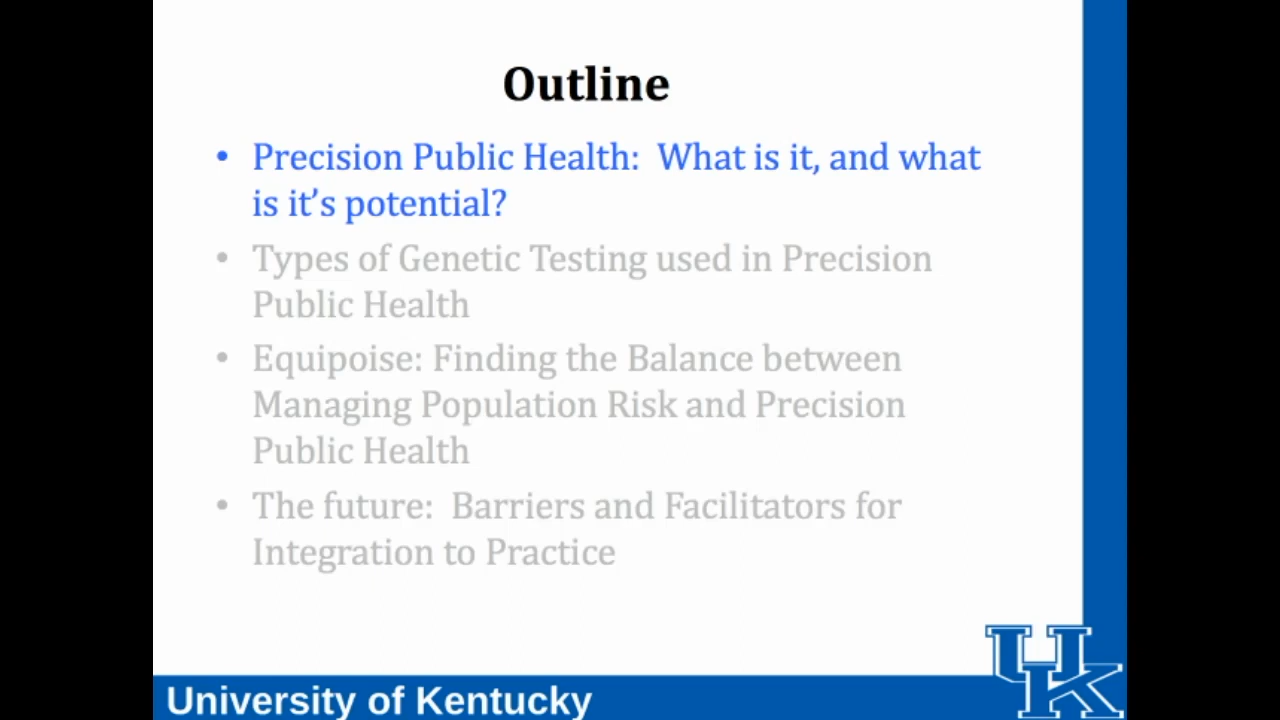 Outline
• Precision Public Health:  What is it, and what
is it’s potential?
• Types of Genetic Testing used in Precision
Public Health
• Equipoise: Finding the Balance between
Managing Population Risk and Precision
Public Health
• The future:  Barriers and Facilitators for
Integration to Practice
UK
University of Kentucky